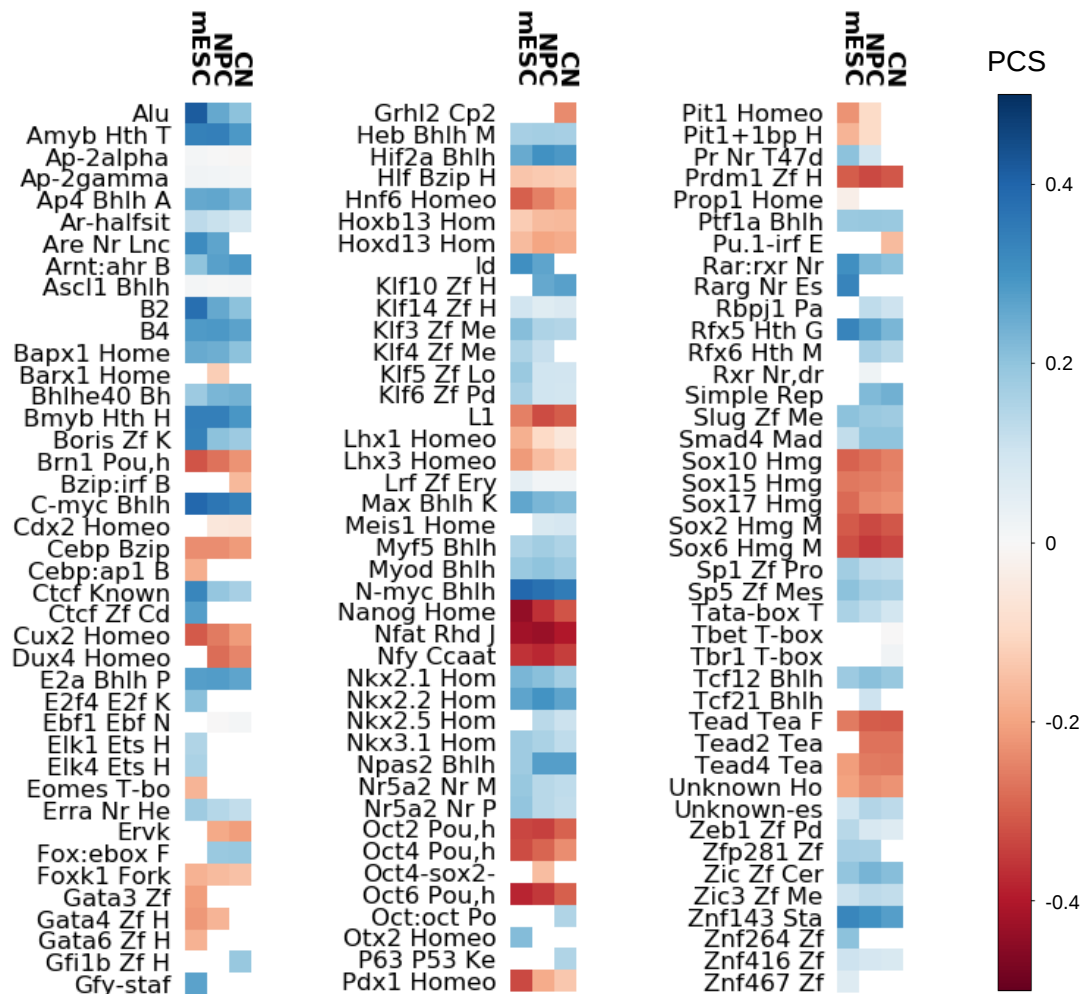 mESC NPC CN
Alu
Amyb Hth T
Ap-2alpha
Ap-2gamma
Ap4 Bhlh A
Ar-halfsit
Are Nr Lnc
Arnt:ahr B
Ascl1 Bhlh
B2
B4
Bapx1 Home
Barx1 Home
Bhlhe40 Bh
Bmyb Hth H
Boris Zf K
Brn1 Pou,h
Bzip:irf B
C-myc Bhlh
Cdx2 Homeo
Cebp Bzip
Cebp:ap1 B
Ctcf Known
Ctcf Zf Cd
Cux2 Homeo
Dux4 Homeo
E2a Bhlh P
E2f4 E2f K
Ebf1 Ebf N
Elk1 Ets H
Elk4 Ets H
Eomes T-bo
Erra Nr He
Ervk
Fox:ebox F
Foxk1 Fork
Gata3 Zf
Gata4 Zf H
Gata6 Zf H
Gfi1b Zf H
Gfy-staf
mESC NPC CN
Grhl2 Cp2
Heb Bhlh M
Hif2a Bhlh
Hlf Bzip H
Hnf6 Homeo
Hoxb13 Hom
Hoxd13 Hom
Id
Klf10 Zf H
Klf14 Zf H
Klf3 Zf Me
Klf4 Zf Me
Klf5 Zf Lo
Klf6 Zf Pd
L1
Lhx1 Homeo
Lhx3 Homeo
Lrf Zf Ery
Max Bhlh K
Meis1 Home
Myf5 Bhlh
Myod Bhlh
N-myc Bhlh
Nanog Home
Nfat Rhd J
Nfy Ccaat
Nkx2.1 Hom
Nkx2.2 Hom
Nkx2.5 Hom
Nkx3.1 Hom
Npas2 Bhlh
Nr5a2 Nr M
Nr5a2 Nr P
Oct2 Pou,h
Oct4 Pou,h
Oct4-sox2-
Oct6 Pou,h
Oct:oct Po
Otx2 Homeo
P63 P53 Ke
Pdx1 Homeo
mESC NPC CN
Pit1 Homeo
Pit1+1bp H
Pr Nr T47d
Prdm1 Zf H
Prop1 Home
Ptf1a Bhlh
Pu.1-irf E
Rar:rxr Nr
Rarg Nr Es
Rbpj1 Pa
Rfx5 Hth G
Rfx6 Hth M
Rxr Nr,dr
Simple Rep
Slug Zf Me
Smad4 Mad
Sox10 Hmg
Sox15 Hmg
Sox17 Hmg
Sox2 Hmg M
Sox6 Hmg M
Sp1 Zf Pro
Sp5 Zf Mes
Tata-box T
Tbet T-box
Tbr1 T-box
Tcf12 Bhlh
Tcf21 Bhlh
Tead Tea F
Tead2 Tea
Tead4 Tea
Unknown Ho
Unknown-es
Zeb1 Zf Pd
Zfp281 Zf
Zic Zf Cer
Zic3 Zf Me
Znf143 Sta
Znf264 Zf
Znf416 Zf
Znf467 Zf
PCS
0.4
0.2
0
-0.2
-0.4